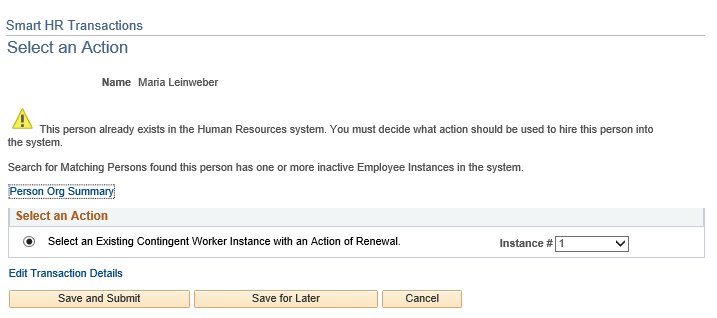 Smart HR Transactions
Select an Action
Name Maria Leinweber
This person already exists in the Human Resources system. You must decide what action should be used to hire this person into
the system.
Search for Matching Persons found this person has one or more inactive Employee Instances in the system.
Person Org Summary
Select an Action
Select an Existing Contingent Worker Instance with an Action of Renewal. Instance # 1
Edit Transaction Details
Save and Submit Save for Later Cancel